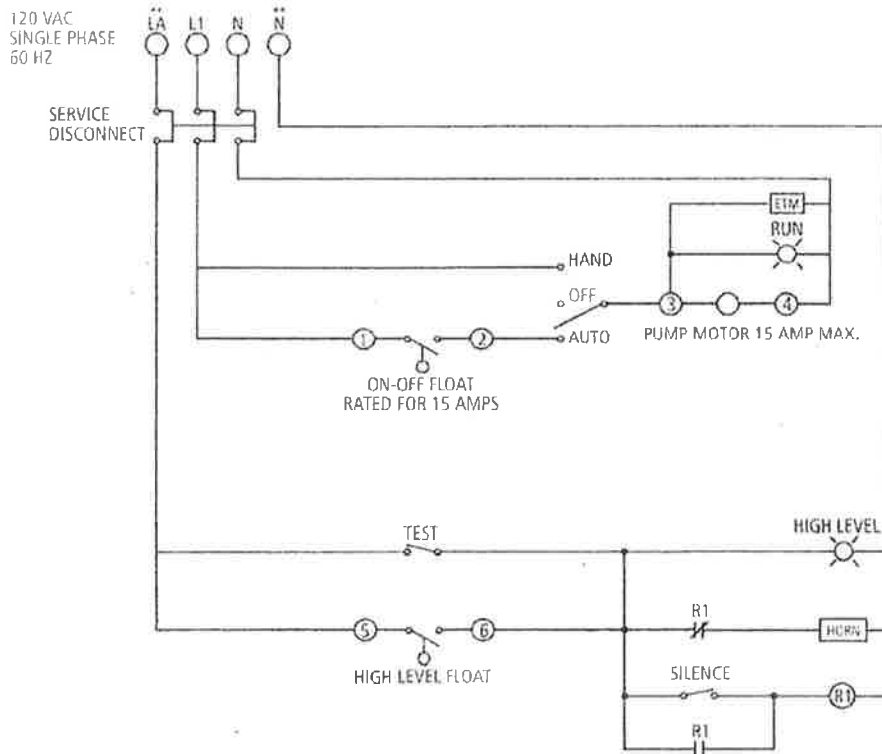 120 VAC
SINGLE PHASE
60 HZ
** LA
L1
N
** N
SERVICE
DISCONNECT
ETM
RUN
HAND
OFF
AUTO
3
4
PUMP MOTOR 15 AMP MAX.
1
2
ON-OFF FLOAT
RATED FOR 15 AMPS
TEST
HIGH LEVEL
5
6
HIGH LEVEL FLOAT
R1
HORN
SILENCE
R1
R1